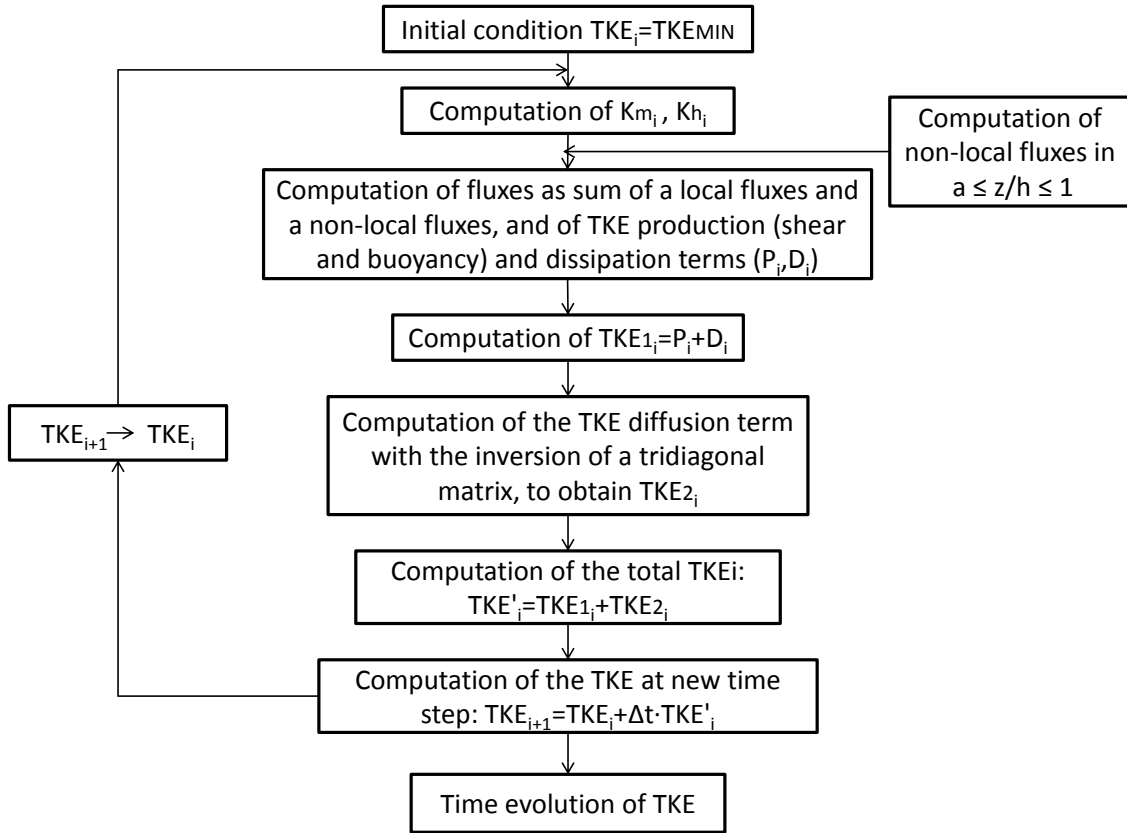 Initial condition TKEᵢ=TKEMIN
Computation of Kmᵢ , Khᵢ
Computation of
non-local fluxes in
a ≤ z/h ≤ 1
Computation of fluxes as sum of a local fluxes and
a non-local fluxes, and of TKE production (shear
and buoyancy) and dissipation terms (Pᵢ,Dᵢ)
Computation of TKE1ᵢ=Pᵢ+Dᵢ
TKEᵢ₊₁→ TKEᵢ
Computation of the TKE diffusion term
with the inversion of a tridiagonal
matrix, to obtain TKE2ᵢ
Computation of the total TKEi:
TKE'ᵢ=TKE1ᵢ+TKE2ᵢ
Computation of the TKE at new time
step: TKEᵢ₊₁=TKEᵢ+Δt·TKE'ᵢ
Time evolution of TKE